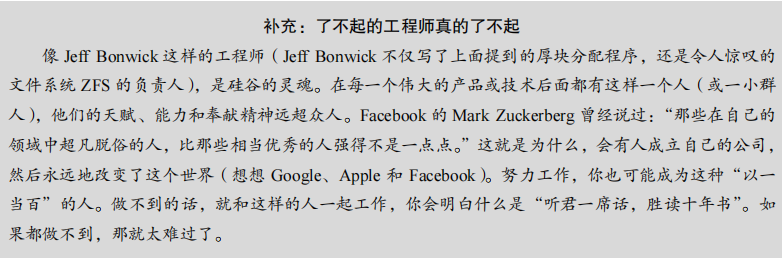 补充：了不起的工程师真的了不起
像 Jeff Bonwick 这样的工程师（Jeff Bonwick 不仅写了上面提到的厚块分配程序，还是令人惊叹的
文件系统 ZFS 的负责人），是硅谷的灵魂。在每一个伟大的产品或技术后面都有这样一个人（或一小群
人），他们的天赋、能力和奉献精神远超众人。Facebook 的 Mark Zuckerberg 曾经说过：“那些在自己的
领域中超凡脱俗的人，比那些相当优秀的人强得不是一点点。”这就是为什么，会有人成立自己的公司，
然后永远地改变了这个世界（想想 Google、Apple 和 Facebook）。努力工作，你也可能成为这种“以一
当百”的人。做不到的话，就和这样的人一起工作，你会明白什么是“听君一席话，胜读十年书”。如
果都做不到，那就太难过了。